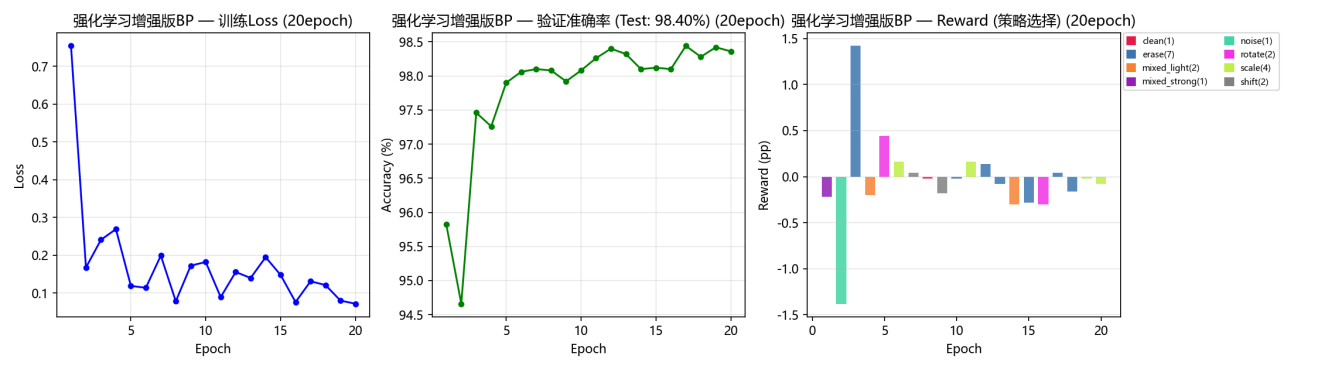 强化学习增强版BP — 训练Loss (20epoch)
0.7
0.6
0.5
0.4
0.3
0.2
0.1
Loss
5
10
15
20
Epoch
强化学习增强版BP — 验证准确率 (Test: 98.40%) (20epoch)
98.5
98.0
97.5
97.0
96.5
96.0
95.5
95.0
94.5
Accuracy (%)
5
10
15
20
Epoch
强化学习增强版BP — Reward (策略选择) (20epoch)
1.5
1.0
0.5
0.0
-0.5
-1.0
-1.5
Reward (pp)
0
5
10
15
20
Epoch
clean(1)
erase(7)
mixed_light(2)
mixed_strong(1)
noise(1)
rotate(2)
scale(4)
shift(2)